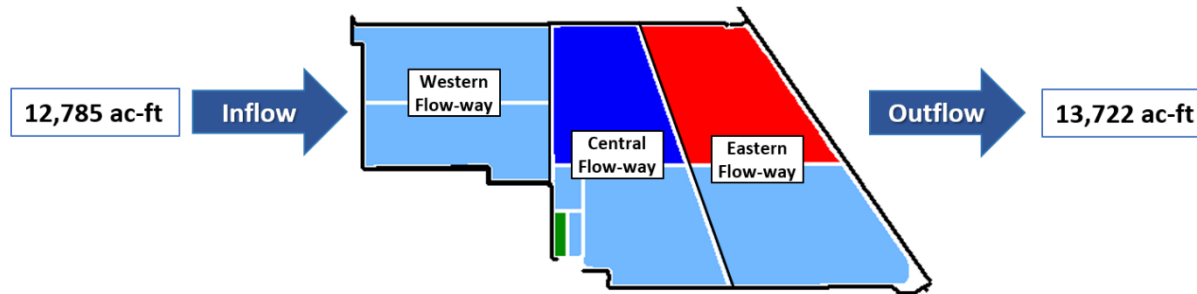 12,785 ac-ft
Inflow
Western
Flow-way
Central
Flow-way
Eastern
Flow-way
Outflow
13,722 ac-ft